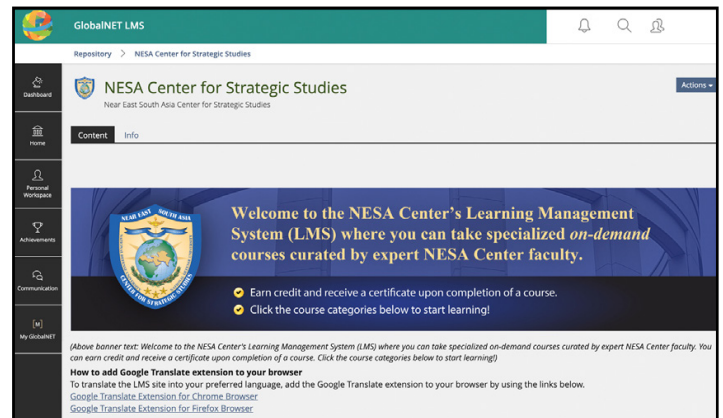 GlobalNET LMS
Repository > NESA Center for Strategic Studies
Dashboard
Home
Personal
Workspace
Achievements
Communication
[M]
My GlobalNET
NESA Center for Strategic Studies
Near East South Asia Center for Strategic Studies
Actions
Content Info
NEAR EAST SOUTH ASIA
CENTER FOR STRATEGIC STUDIES
Welcome to the NESA Center's Learning Management
System (LMS) where you can take specialized on-demand
courses curated by expert NESA Center faculty.
Earn credit and receive a certificate upon completion of a course.
Click the course categories below to start learning!
(Above banner text: Welcome to the NESA Center's Learning Management System (LMS) where you can take specialized on-demand courses curated by expert NESA Center faculty. You
can earn credit and receive a certificate upon completion of a course. Click the course categories below to start learning!)
How to add Google Translate extension to your browser
To translate the LMS site into your preferred language, add the Google Translate extension to your browser by using the links below.
Google Translate Extension for Chrome Browser
Google Translate Extension for Firefox Browser